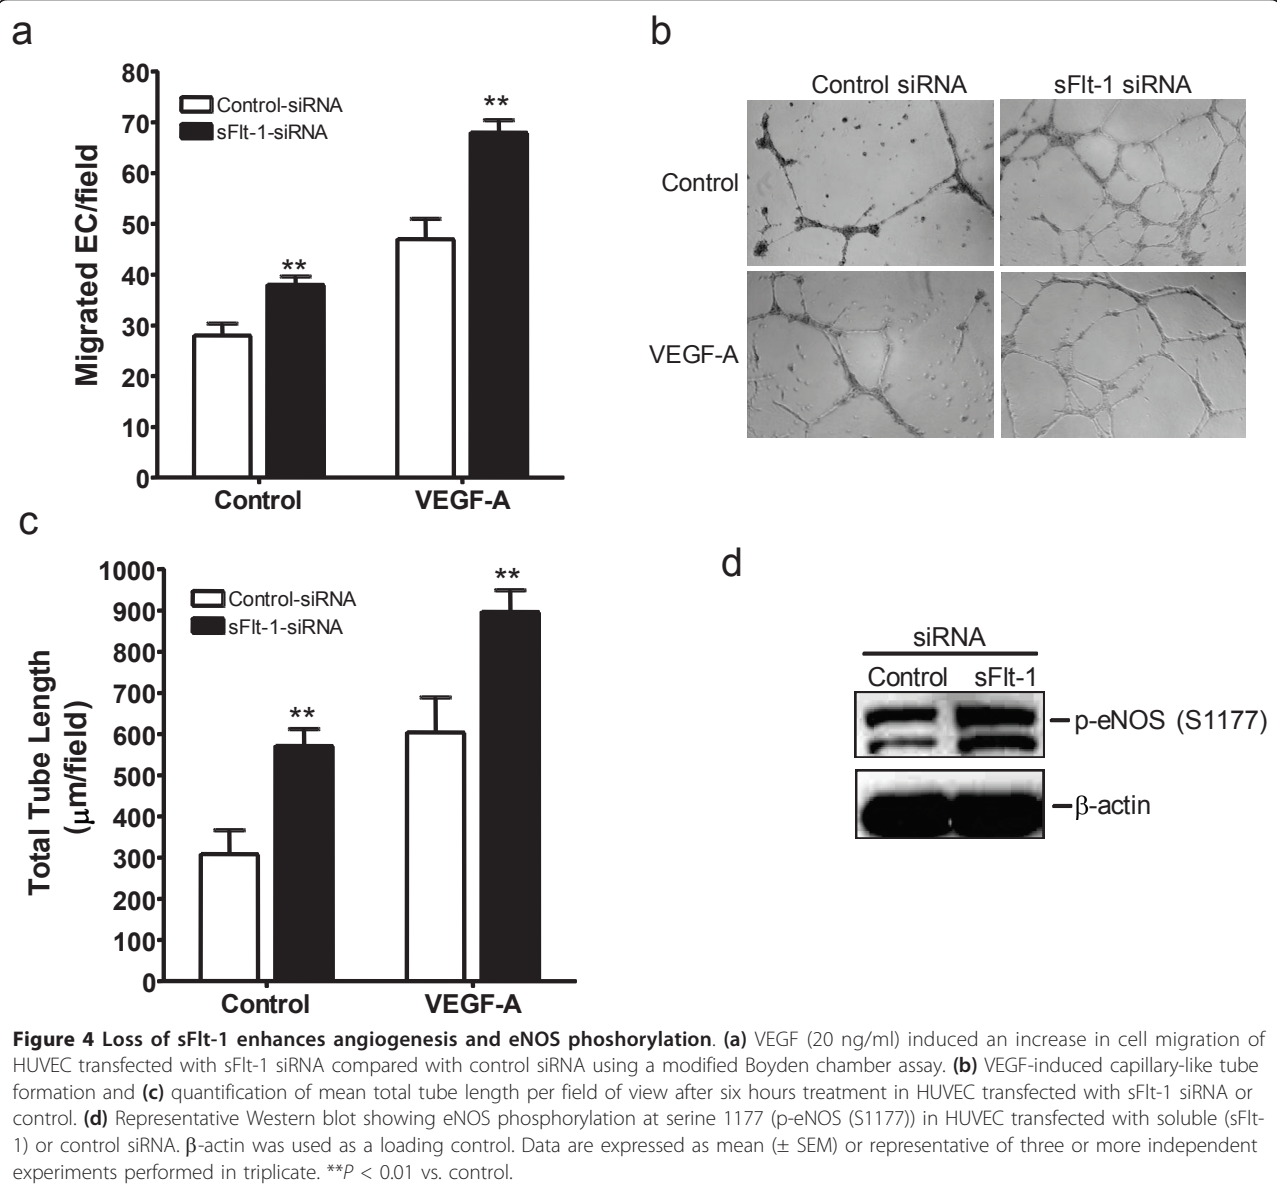 a
80
70
60
50
40
30
20
10
0
Migrated EC/field
Control-siRNA
sFlt-1-siRNA
**
**
Control
VEGF-A
b
Control siRNA
sFlt-1 siRNA
Control
VEGF-A
c
1000
900
800
700
600
500
400
300
200
100
0
Total Tube Length
(μm/field)
Control-siRNA
sFlt-1-siRNA
**
**
Control
VEGF-A
d
siRNA
Control
sFlt-1
p-eNOS (S1177)
β-actin
Figure 4 Loss of sFlt-1 enhances angiogenesis and eNOS phoshorylation. (a) VEGF (20 ng/ml) induced an increase in cell migration of
HUVEC transfected with sFlt-1 siRNA compared with control siRNA using a modified Boyden chamber assay. (b) VEGF-induced capillary-like tube
formation and (c) quantification of mean total tube length per field of view after six hours treatment in HUVEC transfected with sFlt-1 siRNA or
control. (d) Representative Western blot showing eNOS phosphorylation at serine 1177 (p-eNOS (S1177)) in HUVEC transfected with soluble (sFlt-
1) or control siRNA. β-actin was used as a loading control. Data are expressed as mean (± SEM) or representative of three or more independent
experiments performed in triplicate. **P < 0.01 vs. control.